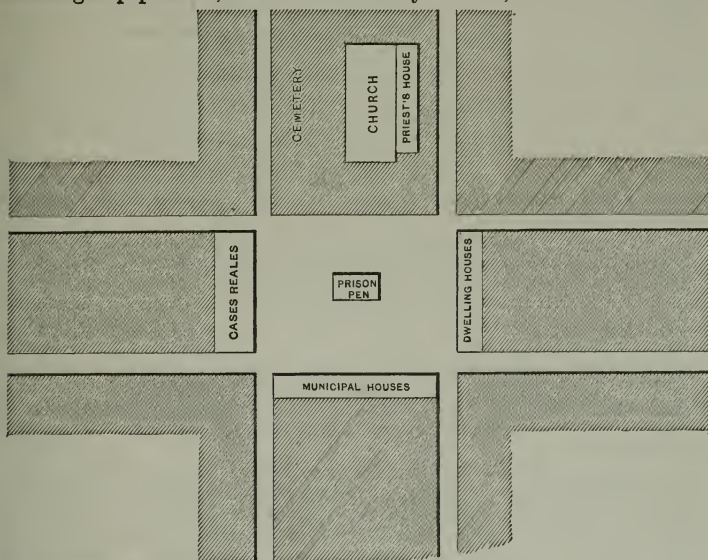 CEMETERY
CHURCH
PRIEST'S HOUSE
CASES REALES
PRISON
PEN
DWELLING HOUSES
MUNICIPAL HOUSES